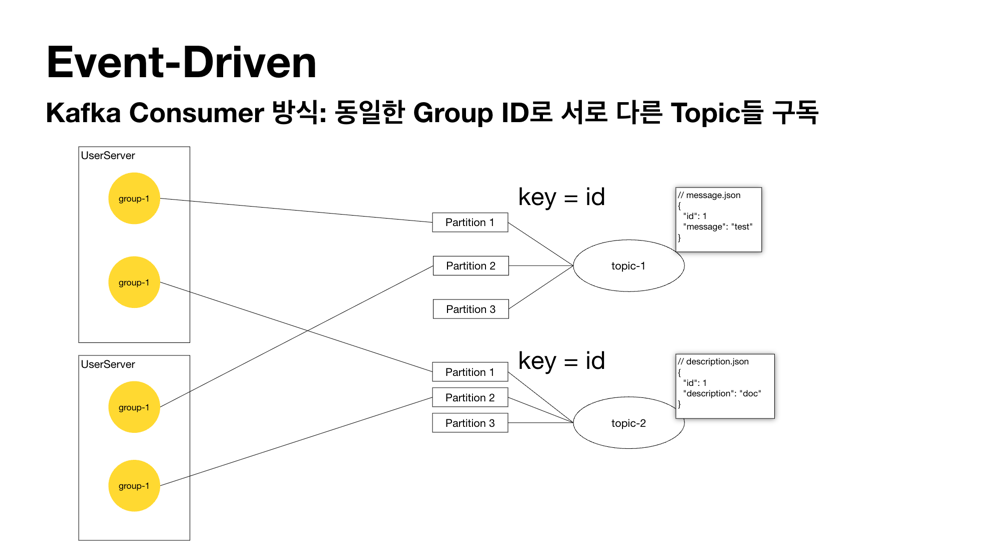 Event-Driven
Kafka Consumer 방식: 동일한 Group ID로 서로 다른 Topic들 구독
UserServer
group-1
group-1
UserServer
group-1
group-1
key = id
Partition 1
Partition 2
Partition 3
topic-1
// message.json
{
"id": 1
"message": "test"
}
key = id
Partition 1
Partition 2
Partition 3
topic-2
// description.json
{
"id": 1
"description": "doc"
}